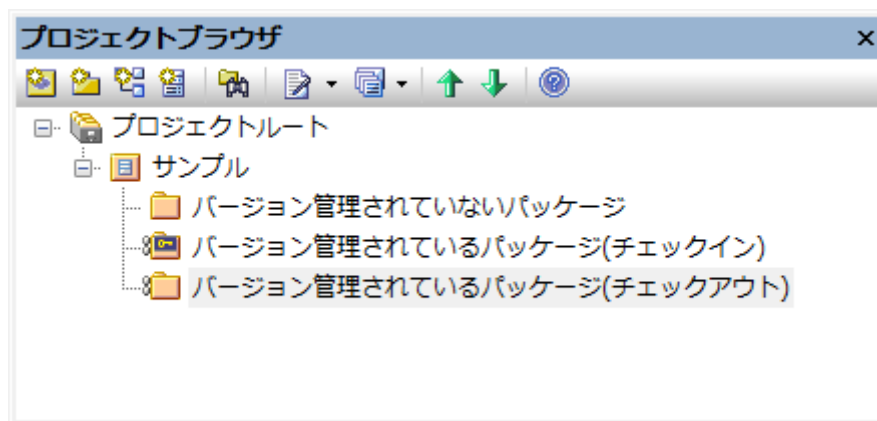 プロジェクトブラウザ
プロジェクトルート
サンプル
バージョン管理されていないパッケージ
バージョン管理されているパッケージ(チェックイン)
バージョン管理されているパッケージ(チェックアウト)